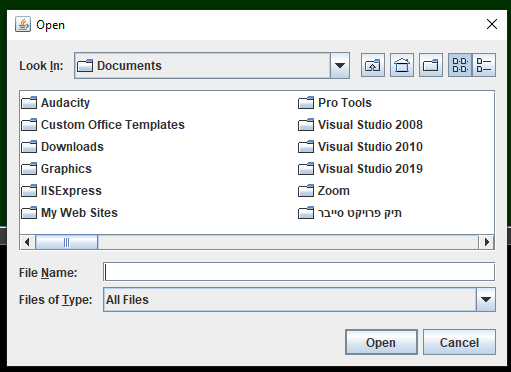 Open
Look In: Documents
Audacity
Custom Office Templates
Downloads
Graphics
IISExpress
My Web Sites
Pro Tools
Visual Studio 2008
Visual Studio 2010
Visual Studio 2019
Zoom
תיק פרויקט סייבר
File Name:
Files of Type: All Files
Open Cancel